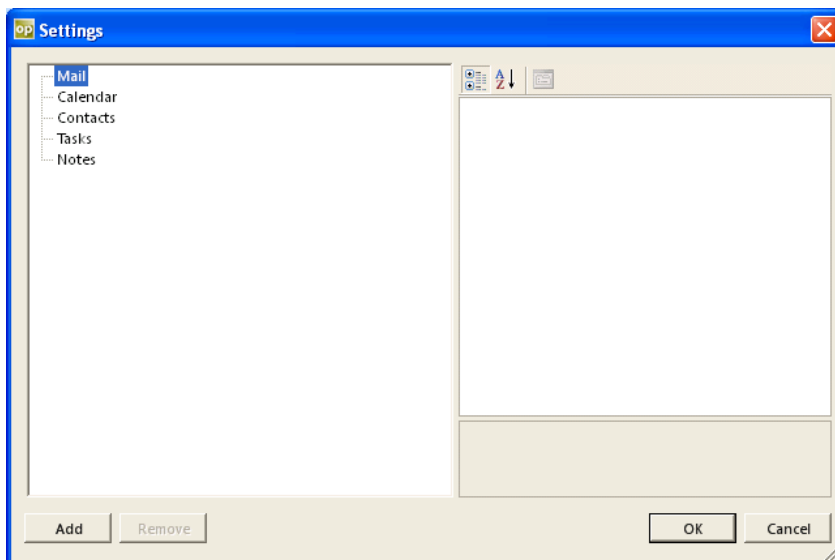 op Settings
Mail
Calendar
Contacts
Tasks
Notes
A
Z
Add
Remove
OK
Cancel